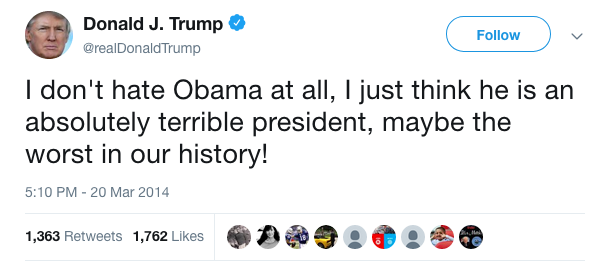 Donald J. Trump
@realDonaldTrump
Follow
I don't hate Obama at all, I just think he is an
absolutely terrible president, maybe the
worst in our history!
5:10 PM - 20 Mar 2014
1,363 Retweets 1,762 Likes